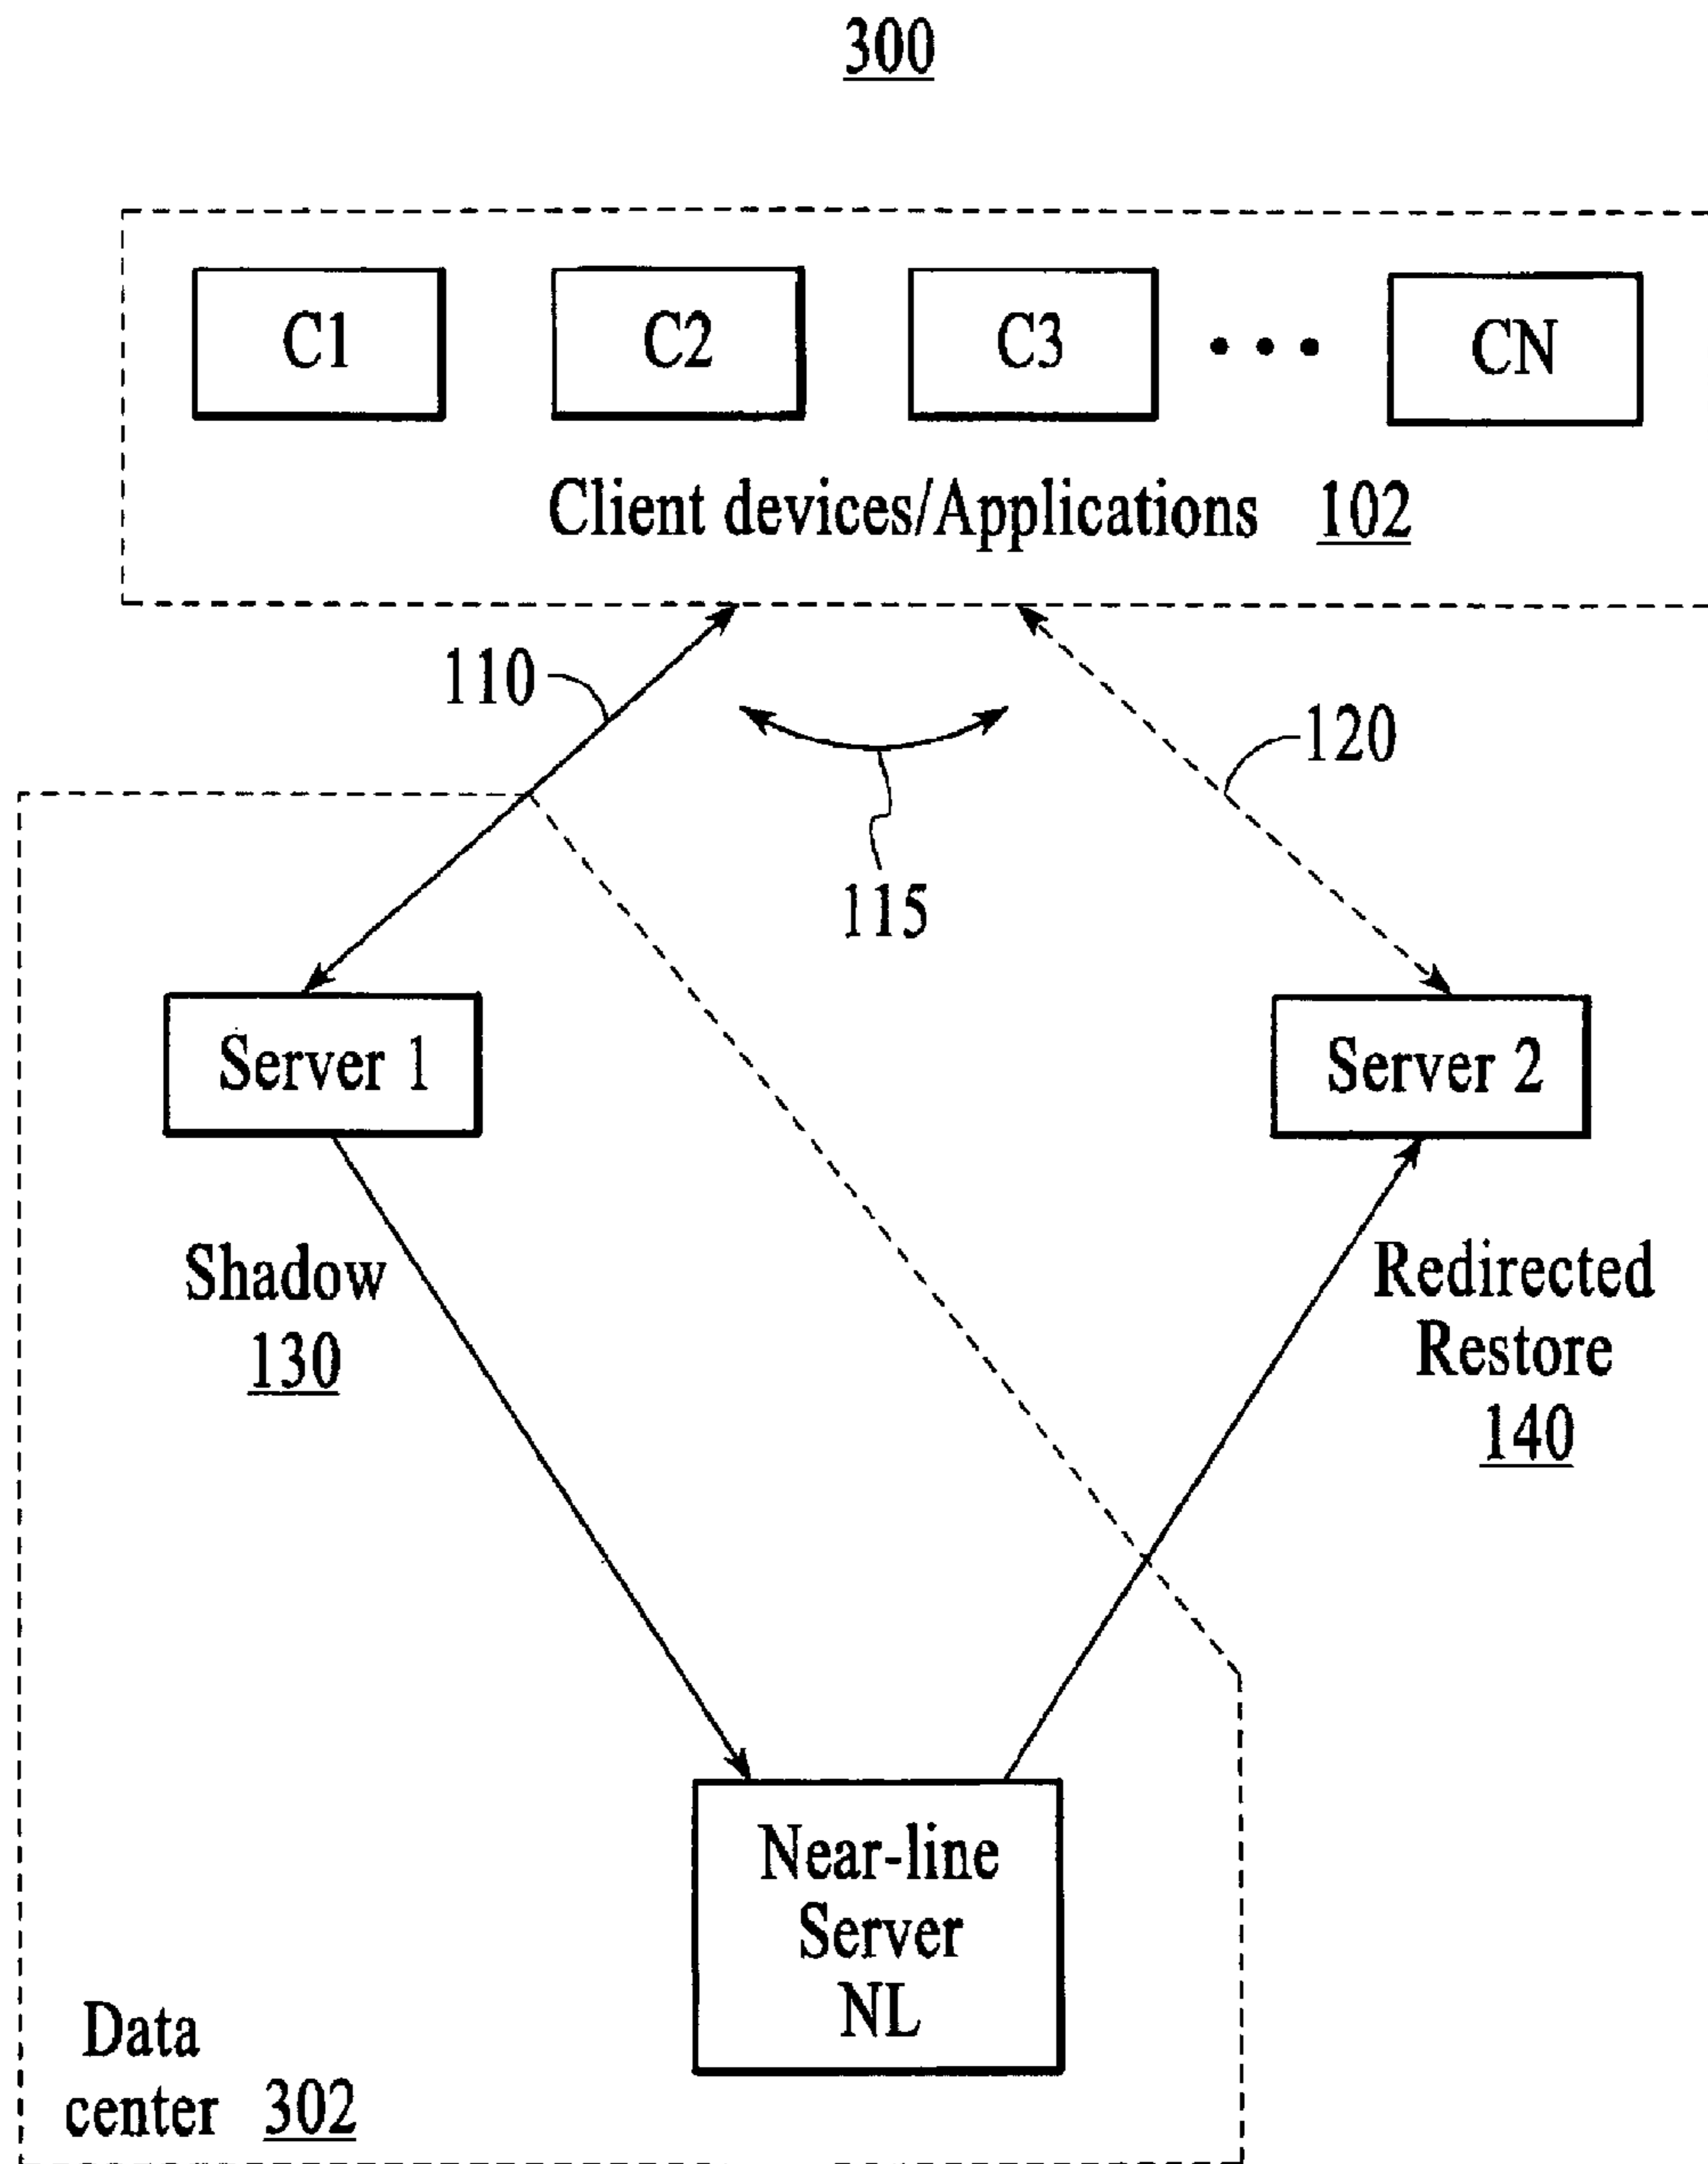 300
C1 C2 C3 • • • CN
Client devices/Applications 102
110
120
115
Server 1
Server 2
Shadow
130
Redirected
Restore
140
Near-line
Server
NL
Data
center 302